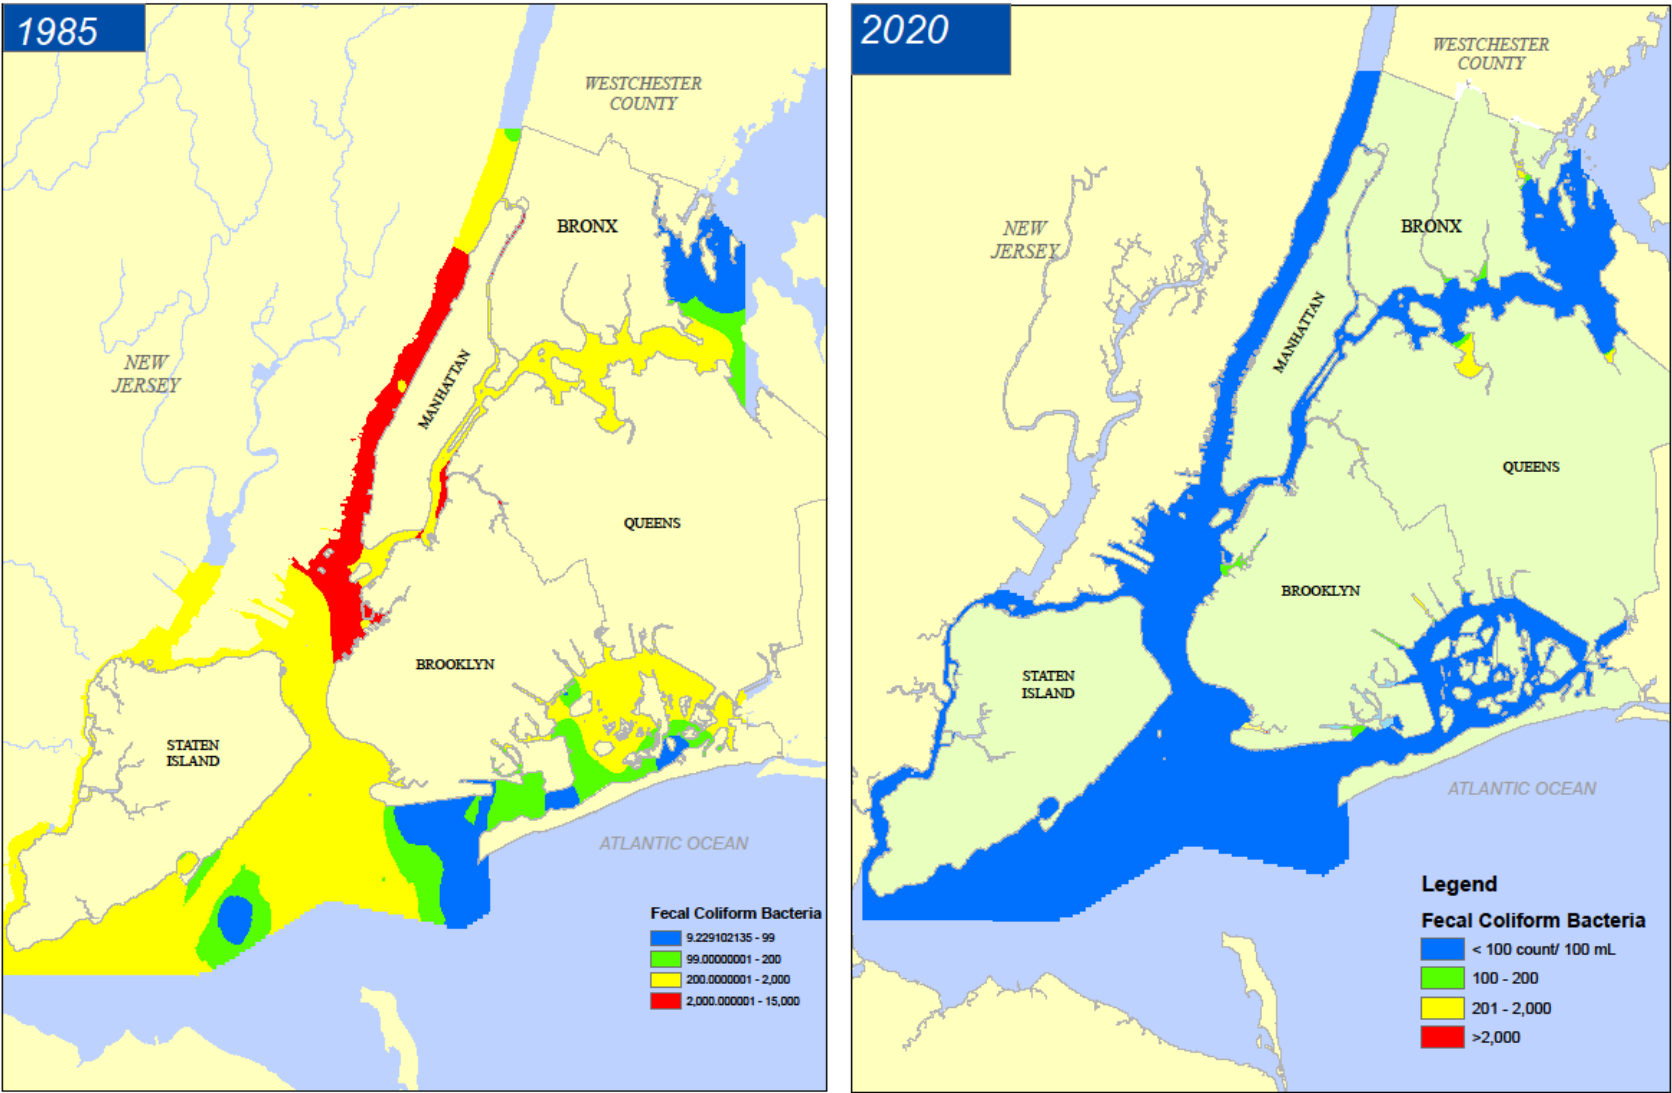 1985
WESTCHESTER
COUNTY
BRONX
NEW
JERSEY
MANHATTAN
QUEENS
BROOKLYN
STATEN
ISLAND
ATLANTIC OCEAN
Fecal Coliform Bacteria
9.229102135 - 99
99.00000001 - 200
200.0000001 - 2,000
2,000.000001 - 15,000
2020
WESTCHESTER
COUNTY
NEW
JERSEY
BRONX
MANHATTAN
QUEENS
BROOKLYN
STATEN
ISLAND
ATLANTIC OCEAN
Legend
Fecal Coliform Bacteria
< 100 count/ 100 mL
100 - 200
201 - 2,000
>2,000